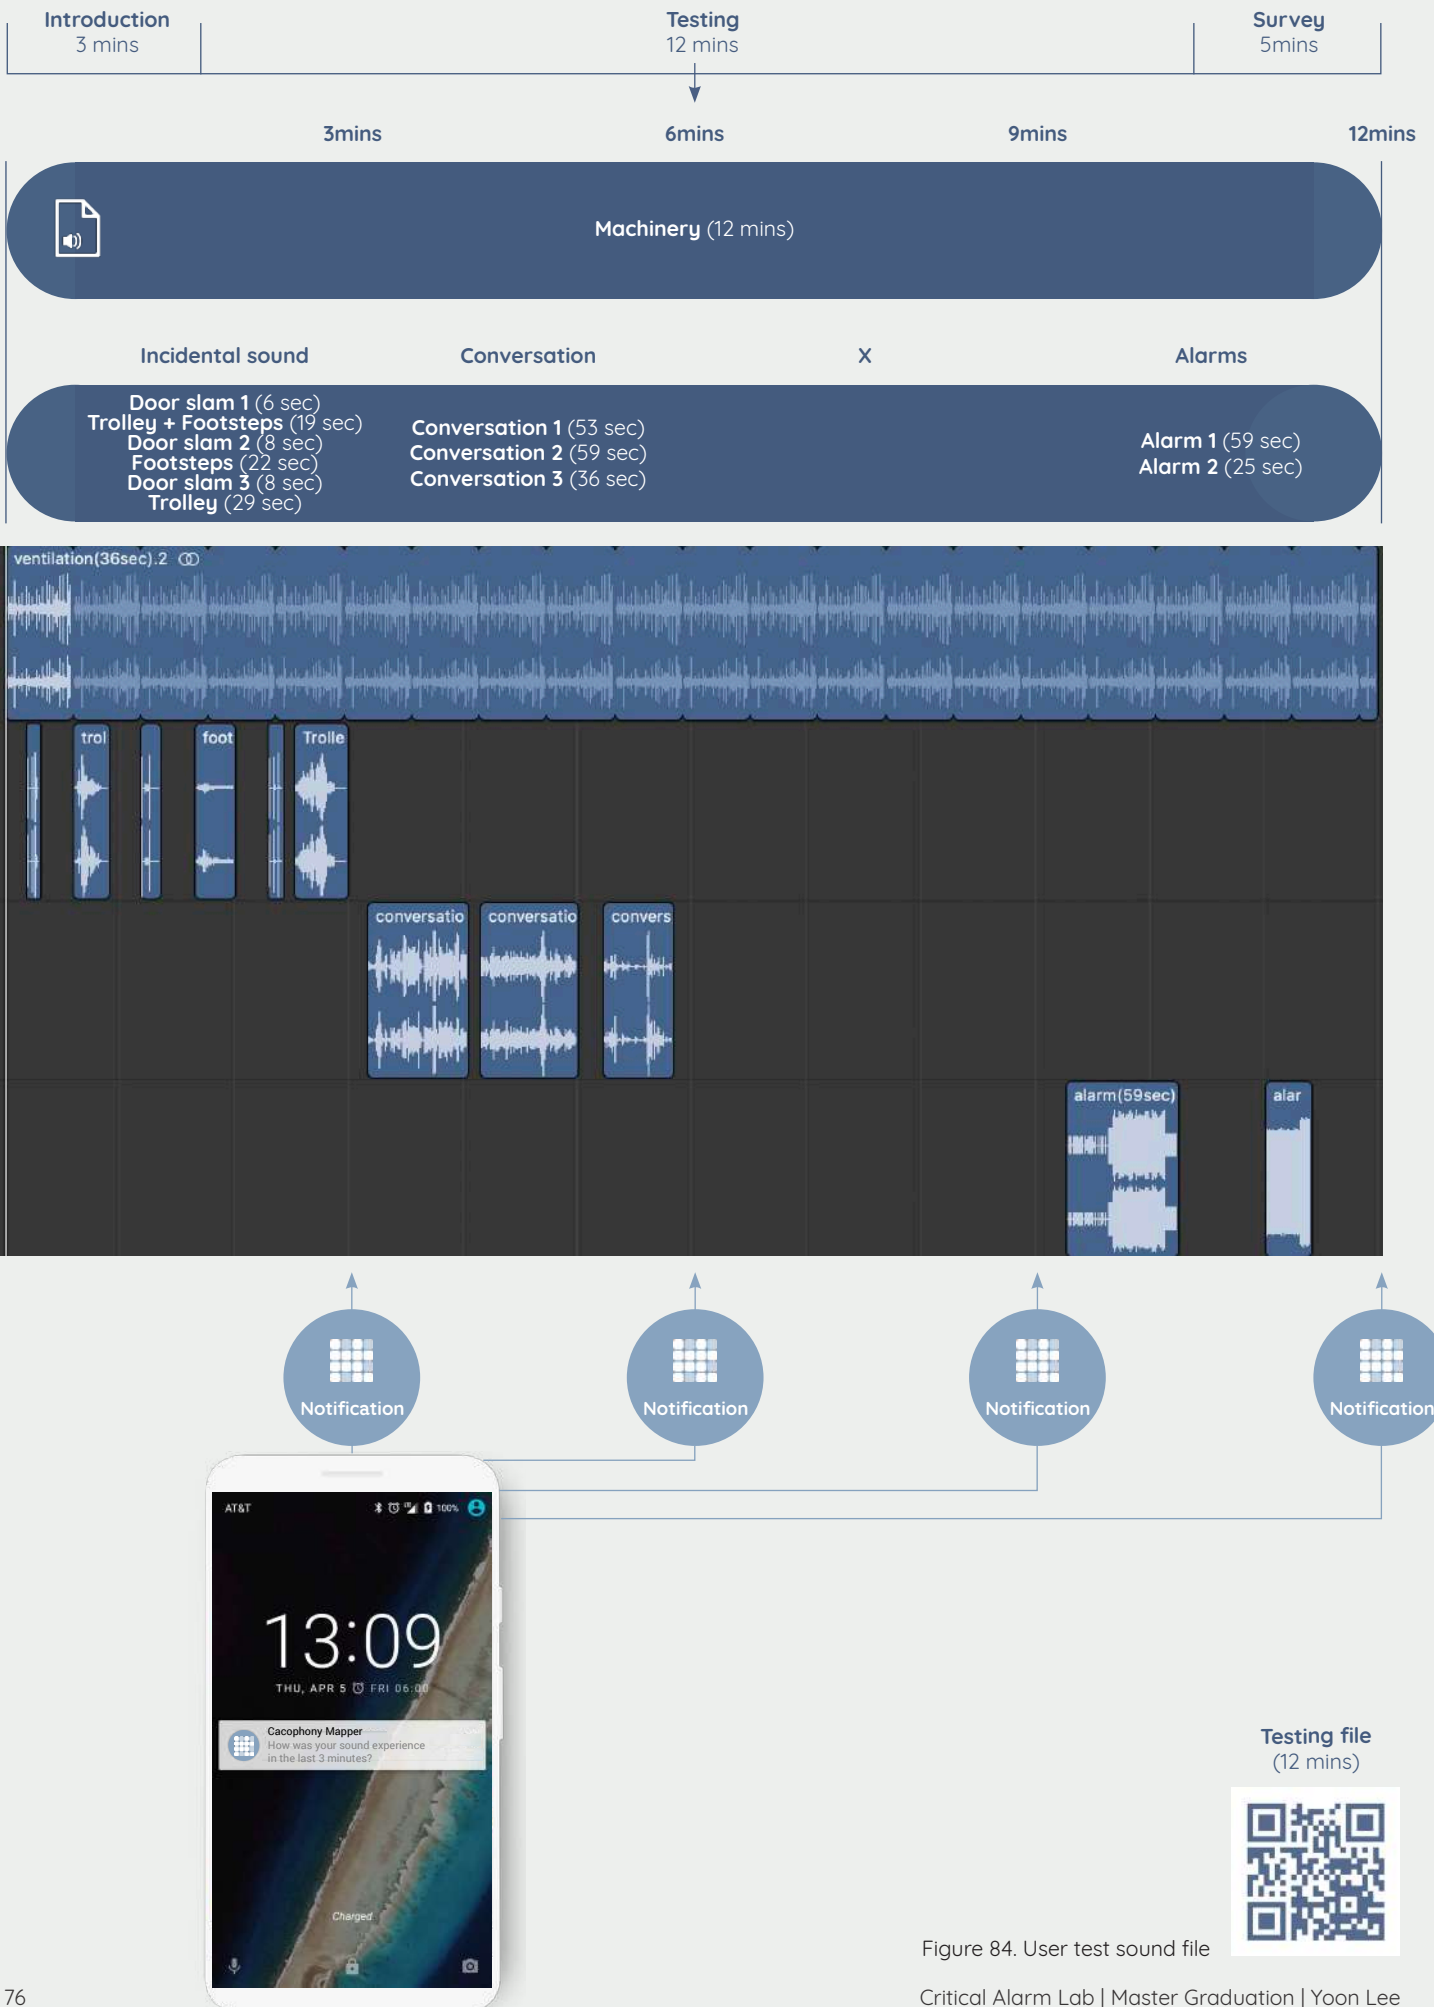 Introduction
3 mins
Testing
12 mins
Survey
5mins
3mins
6mins
9mins
12mins
Machinery (12 mins)
Incidental sound
Conversation
X
Alarms
Door slam 1 (6 sec)
Trolley + Footsteps (19 sec)
Door slam 2 (8 sec)
Footsteps (22 sec)
Door slam 3 (8 sec)
Trolley (29 sec)
Conversation 1 (53 sec)
Conversation 2 (59 sec)
Conversation 3 (36 sec)
Alarm 1 (59 sec)
Alarm 2 (25 sec)
ventilation(36sec).2
trol
foot
Trolle
conversatio
conversatio
convers
alarm(59sec)
alar
Notification
Notification
Notification
Notification
AT&T
100%
13:09
THU, APR 5 FRI 06:00
Cacophony Mapper
How was your sound experience
in the last 3 minutes?
Charged
Testing file
(12 mins)
Figure 84. User test sound file
76
Critical Alarm Lab | Master Graduation | Yoon Lee